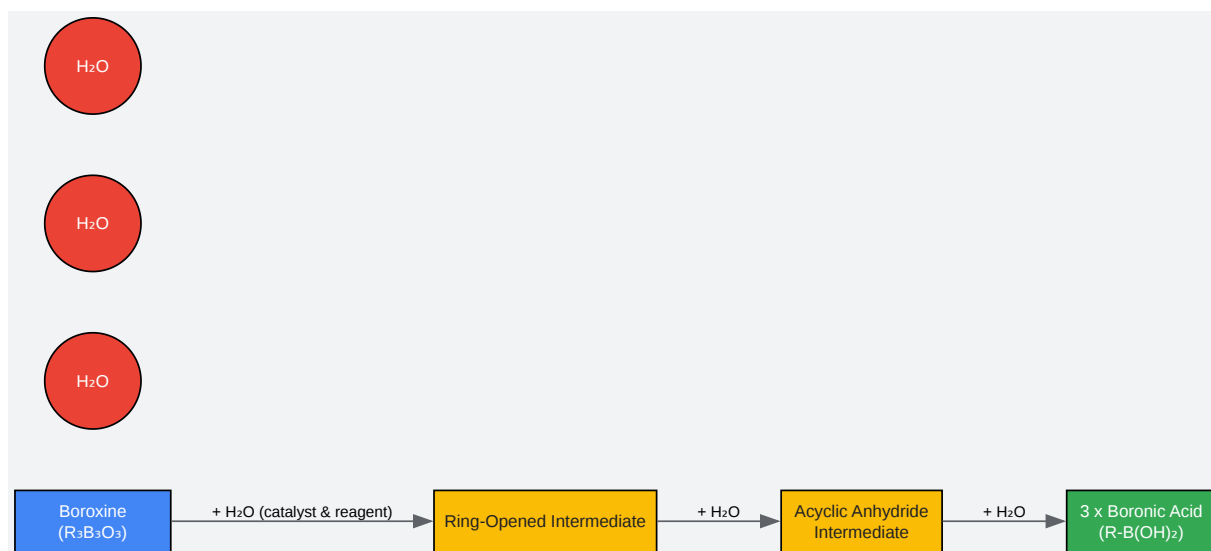 H₂O
H₂O
H₂O
Boroxine
(R₃B₃O₃)
+ H₂O (catalyst & reagent)
Ring-Opened Intermediate
+ H₂O
Acyclic Anhydride
Intermediate
+ H₂O
3 x Boronic Acid
(R-B(OH)₂)